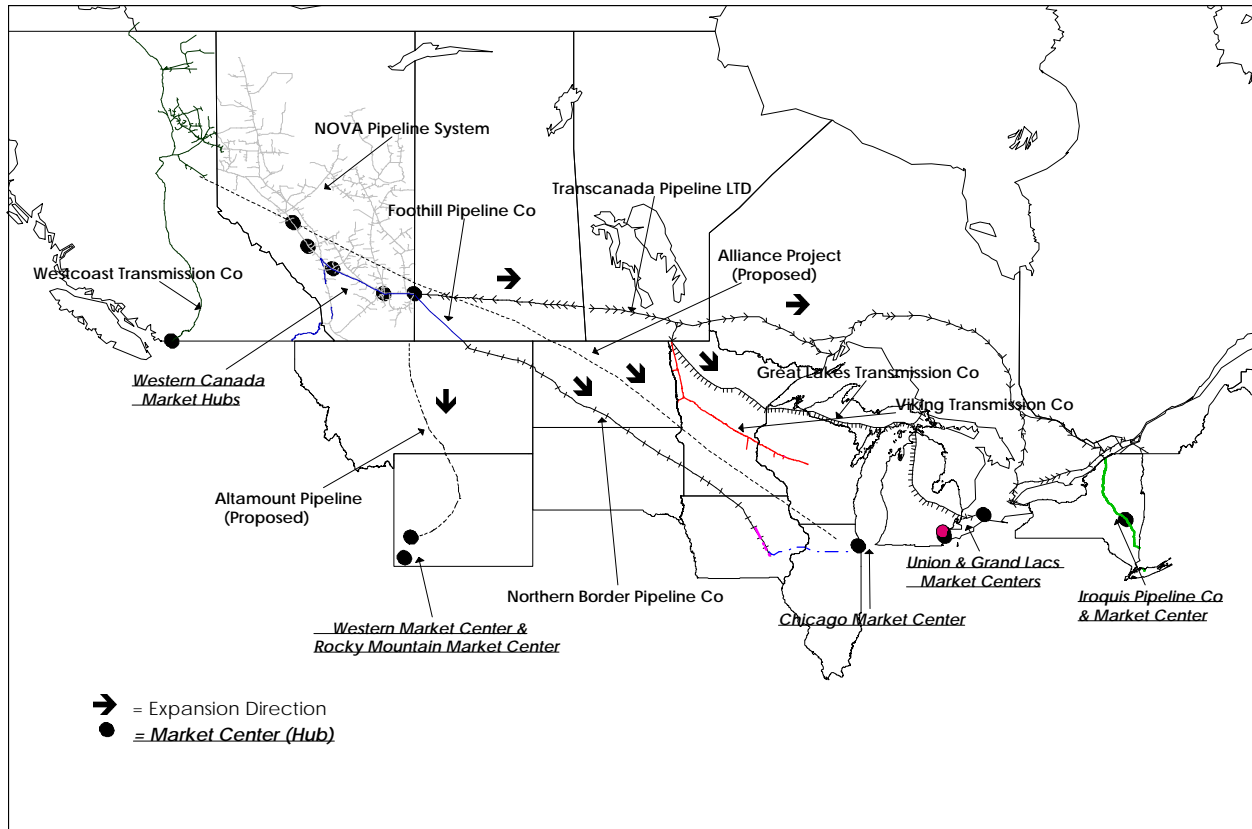 NOVA Pipeline System
Transcanada Pipeline LTD
Foothill Pipeline Co
Alliance Project
(Proposed)
Westcoast Transmission Co
Western Canada
Market Hubs
Great Lakes Transmission Co
Viking Transmission Co
Altamount Pipeline
(Proposed)
Union & Grand Lacs
Market Centers
Northern Border Pipeline Co
Iroquis Pipeline Co
& Market Center
Chicago Market Center
Western Market Center &
Rocky Mountain Market Center
= Expansion Direction
= Market Center (Hub)